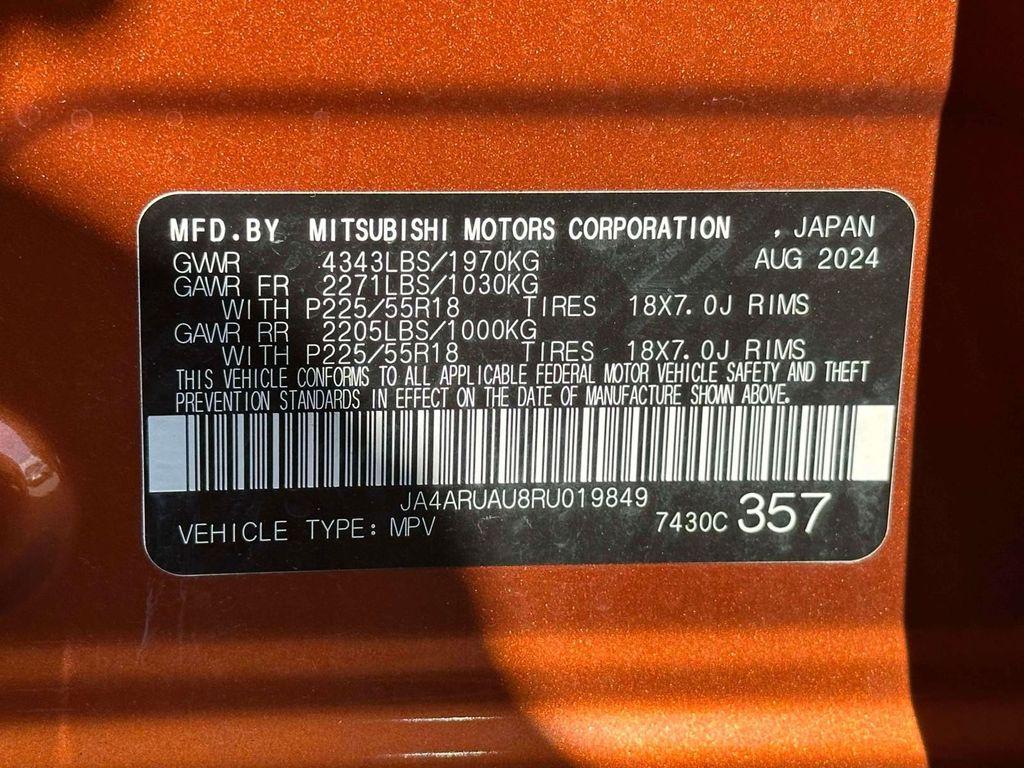 MFD.BY MITSUBISHI MOTORS CORPORATION , JAPAN
GVWR 4343LBS/1970KG AUG 2024
GAWR FR 2271LBS/1030KG
WITH P225/55R18 TIRES 18X7.0J RIMS
GAWR RR 2205LBS/1000KG
WITH P225/55R18 TIRES 18X7.0J RIMS
THIS VEHICLE CONFORMS TO ALL APPLICABLE FEDERAL MOTOR VEHICLE SAFETY AND THEFT
PREVENTION STANDARDS IN EFFECT ON THE DATE OF MANUFACTURE SHOWN ABOVE.
JA4ARUAU8RU019849
VEHICLE TYPE: MPV 7430C 357